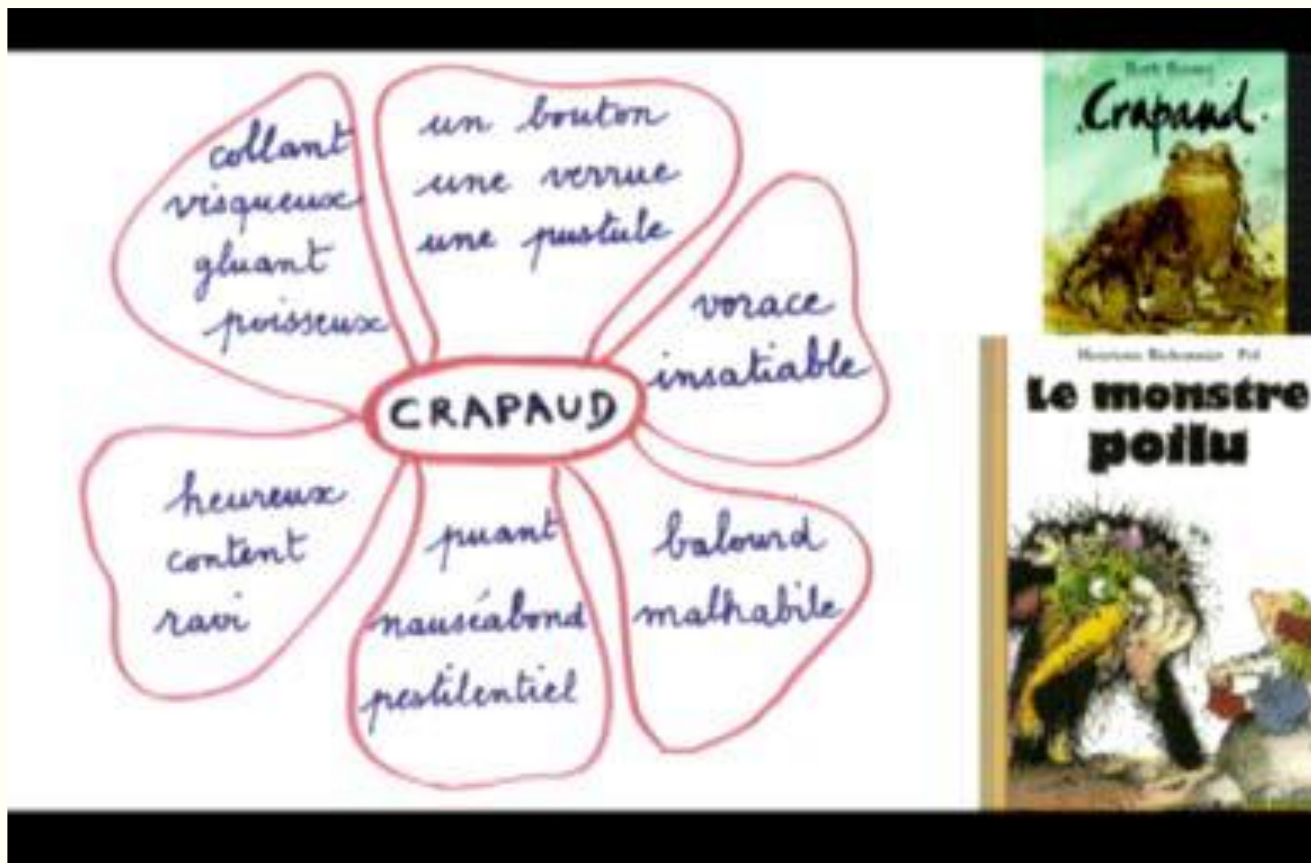 collant
visqueux
gluant
poisseux
un bouton
une verrue
une pustule
vorace
insatiable
CRAPAUD
heureux
content
ravi
puant
nauséabond
pestilentiel
balourd
malhabile
Crapaud
Le monstre
poilu